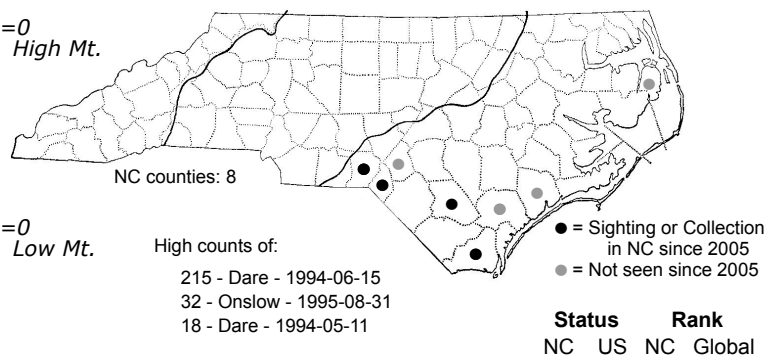 =0
High Mt.
NC counties: 8
=0
Low Mt.
High counts of:
215 - Dare - 1994-06-15
32 - Onslow - 1995-08-31
18 - Dare - 1994-05-11
● = Sighting or Collection
in NC since 2005
● = Not seen since 2005
Status Rank
NC US NC Global